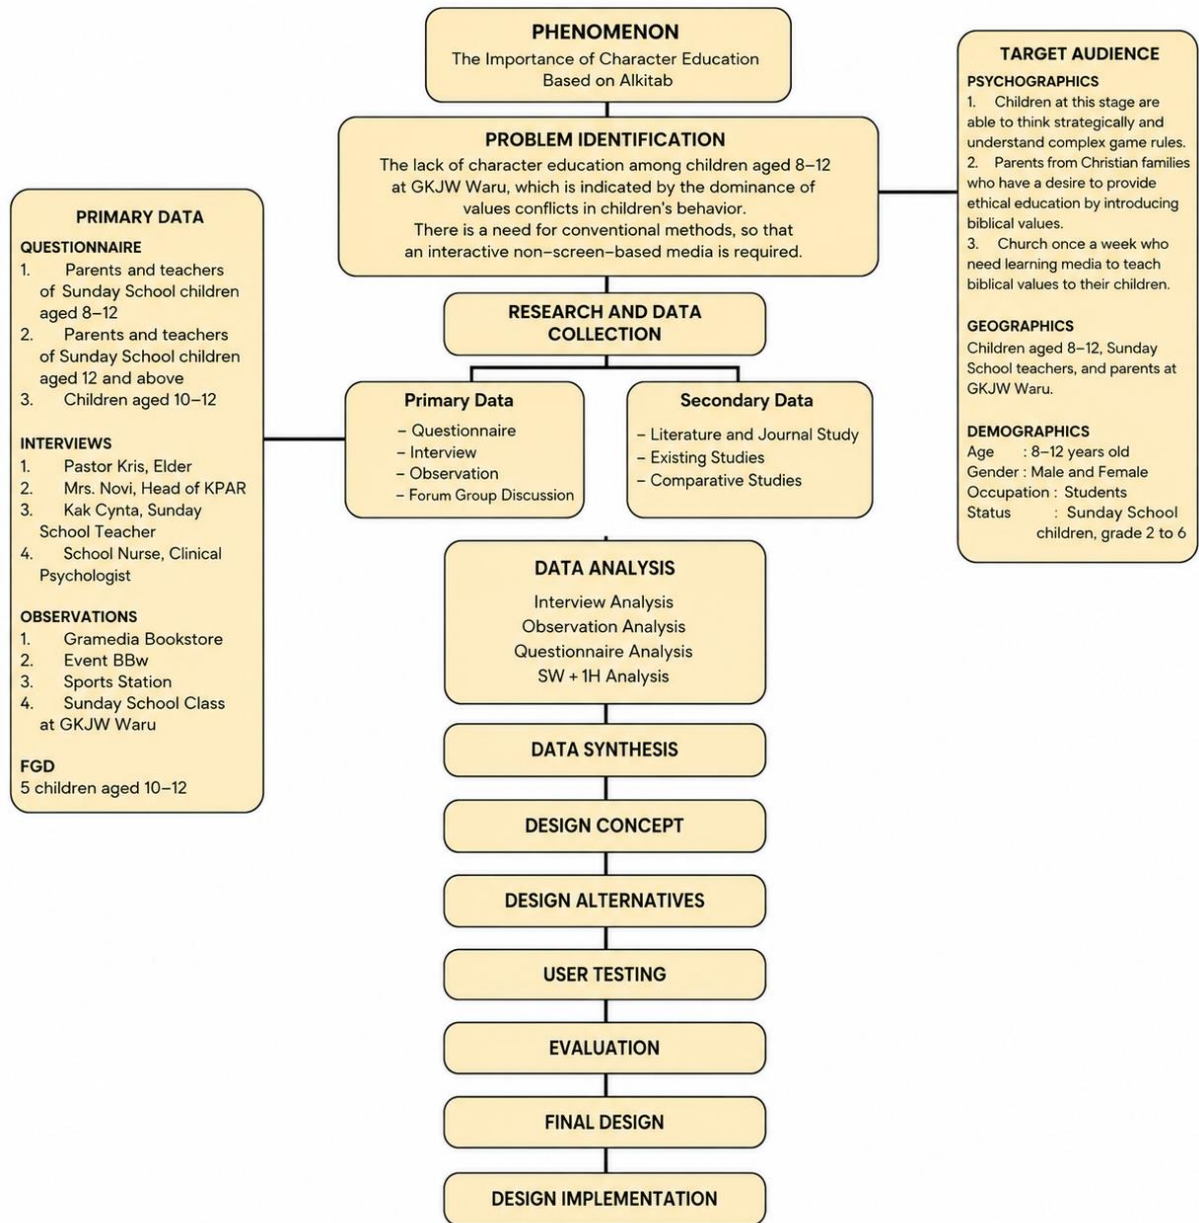 PHENOMENON
The Importance of Character Education
Based on Alkitab
PROBLEM IDENTIFICATION
The lack of character education among children aged 8–12
at GKJW Waru, which is indicated by the dominance of
values conflicts in children's behavior.
There is a need for conventional methods, so that
an interactive non-screen-based media is required.
TARGET AUDIENCE
PSYCHOGRAPHICS
1. Children at this stage are
able to think strategically and
understand complex game rules.
2. Parents from Christian families
who have a desire to provide
ethical education by introducing
biblical values.
3. Church once a week who
need learning media to teach
biblical values to their children.
GEOGRAPHICS
Children aged 8–12, Sunday
School teachers, and parents at
GKJW Waru.
DEMOGRAPHICS
Age : 8–12 years old
Gender : Male and Female
Occupation : Students
Status : Sunday School
children, grade 2 to 6
PRIMARY DATA
QUESTIONNAIRE
1. Parents and teachers
of Sunday School children
aged 8–12
2. Parents and teachers
of Sunday School children
aged 12 and above
3. Children aged 10–12
INTERVIEWS
1. Pastor Kris, Elder
2. Mrs. Novi, Head of KPAR
3. Kak Cynta, Sunday
School Teacher
4. School Nurse, Clinical
Psychologist
OBSERVATIONS
1. Gramedia Bookstore
2. Event BBw
3. Sports Station
4. Sunday School Class
at GKJW Waru
FGD
5 children aged 10–12
RESEARCH AND DATA
COLLECTION
Primary Data
– Questionnaire
– Interview
– Observation
– Forum Group Discussion
Secondary Data
– Literature and Journal Study
– Existing Studies
– Comparative Studies
DATA ANALYSIS
Interview Analysis
Observation Analysis
Questionnaire Analysis
SW + 1H Analysis
DATA SYNTHESIS
DESIGN CONCEPT
DESIGN ALTERNATIVES
USER TESTING
EVALUATION
FINAL DESIGN
DESIGN IMPLEMENTATION